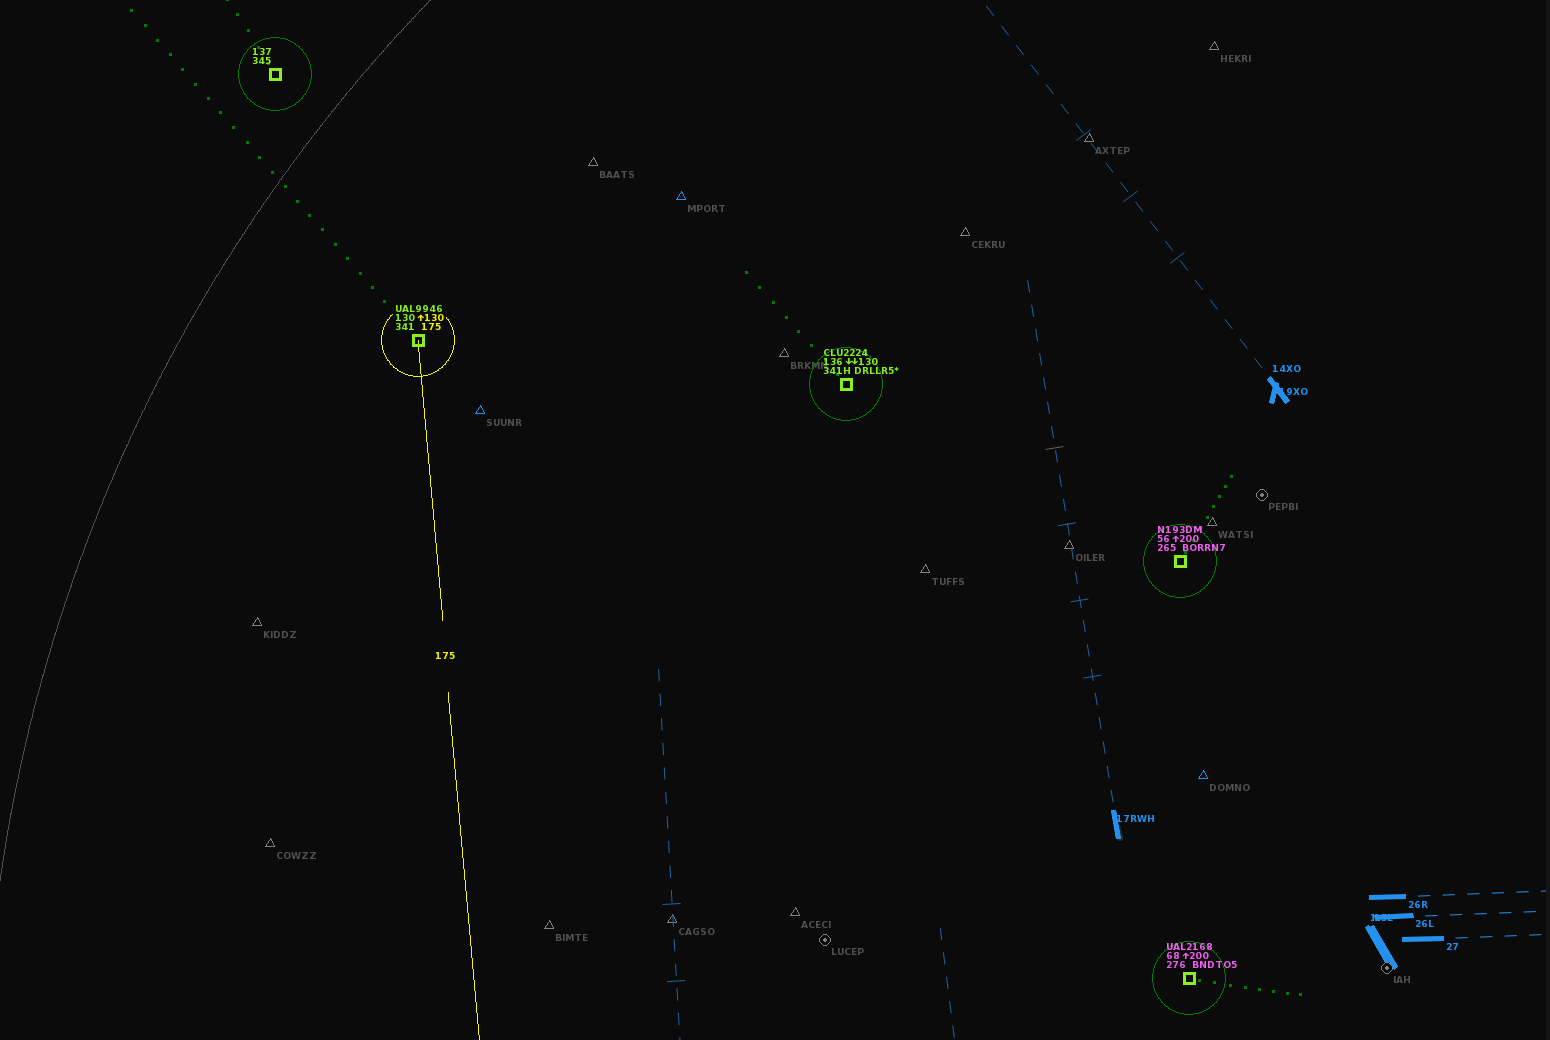 HEKRI
137
345
AXTEP
BAATS
MPORT
CEKRU
UAL9946
130 ↑130
341 175
CLU2224
136 ↓↓130
341H DRLLR5*
14XO
19XO
SUUNR
PEPBI
N193DM
56 ↑200
265 BORRN7
WATSI
OILER
TUFFS
KIDDZ
175
DOMNO
17RWH
COWZZ
26R
26L
27
ACECI
CAGSO
BIMTE
LUCEP
UAL2168
68 ↑200
276 BNDTO5
IAH